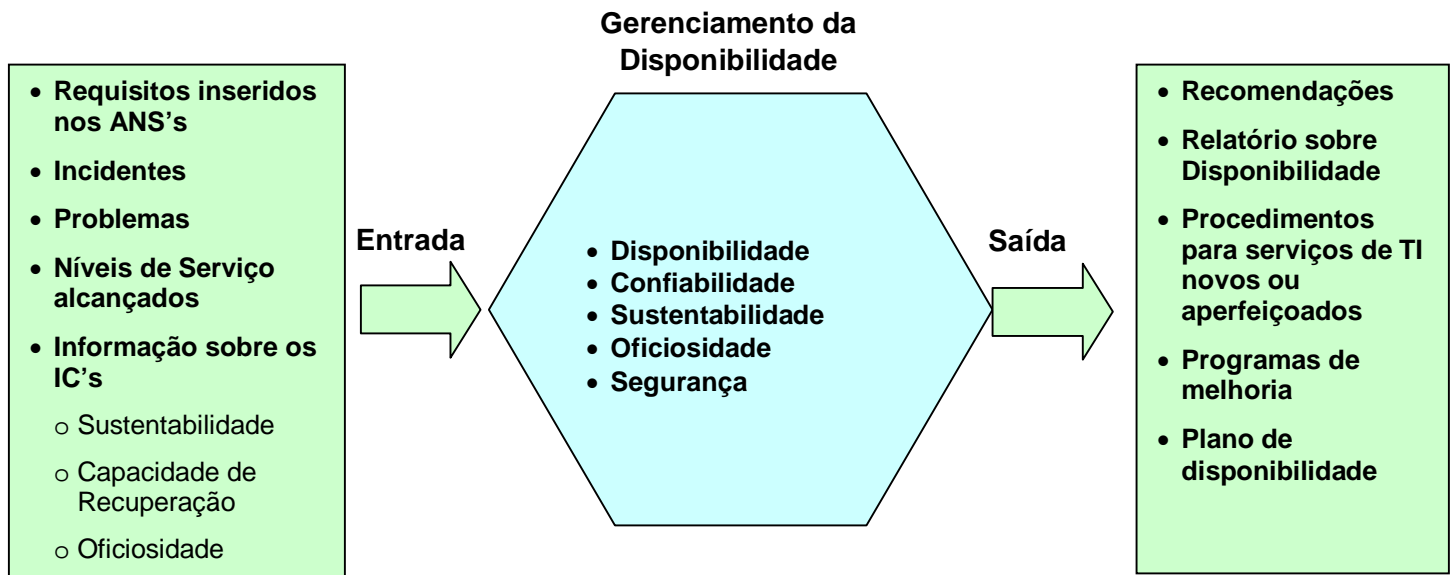 Gerenciamento da
Disponibilidade
• Requisitos inseridos
nos ANS’s
• Incidentes
• Problemas
• Níveis de Serviço
alcançados
• Informação sobre os
IC’s
o Sustentabilidade
o Capacidade de
Recuperação
o Oficiosidade
Entrada
• Disponibilidade
• Confiabilidade
• Sustentabilidade
• Oficiosidade
• Segurança
Saída
• Recomendações
• Relatório sobre
Disponibilidade
• Procedimentos
para serviços de TI
novos ou
aperfeiçoados
• Programas de
melhoria
• Plano de
disponibilidade